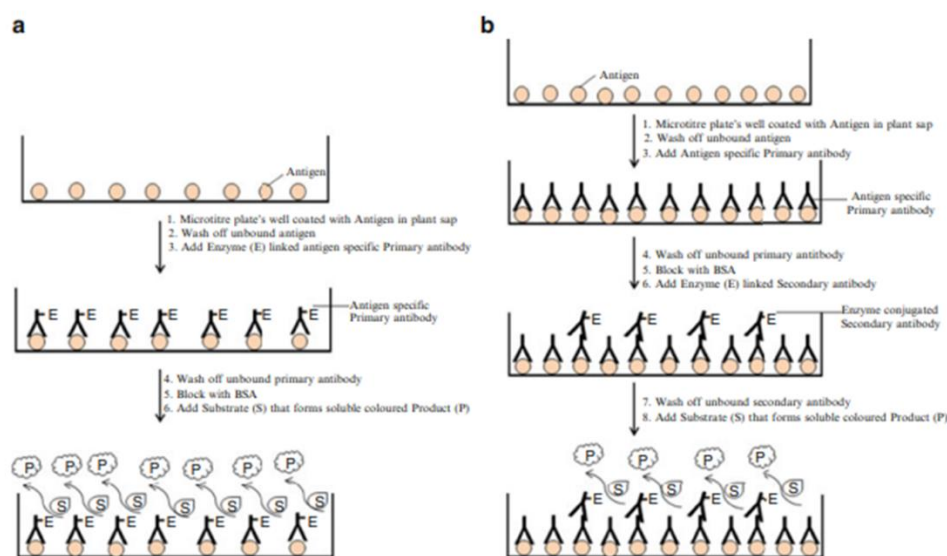 a
Antigen
1. Microtitre plate's well coated with Antigen in plant sap
2. Wash off unbound antigen
3. Add Enzyme (E) linked antigen specific Primary antibody
E E E E E E E
Antigen specific
Primary antibody
4. Wash off unbound primary antibody
5. Block with BSA
6. Add Substrate (S) that forms soluble coloured Product (P)
P P P P P P P
S S S S S S S
E E E E E E E
b
Antigen
1. Microtitre plate's well coated with Antigen in plant sap
2. Wash off unbound antigen
3. Add Antigen specific Primary antibody
Antigen specific
Primary antibody
4. Wash off unbound primary antitbody
5. Block with BSA
6. Add Enzyme (E) linked Secondary antibody
E E E E
Enzyme conjugated
Secondary antibody
7. Wash off unbound secondary antibody
8. Add Substrate (S) that forms soluble coloured Product (P)
P P P P
S S S S
E E E E